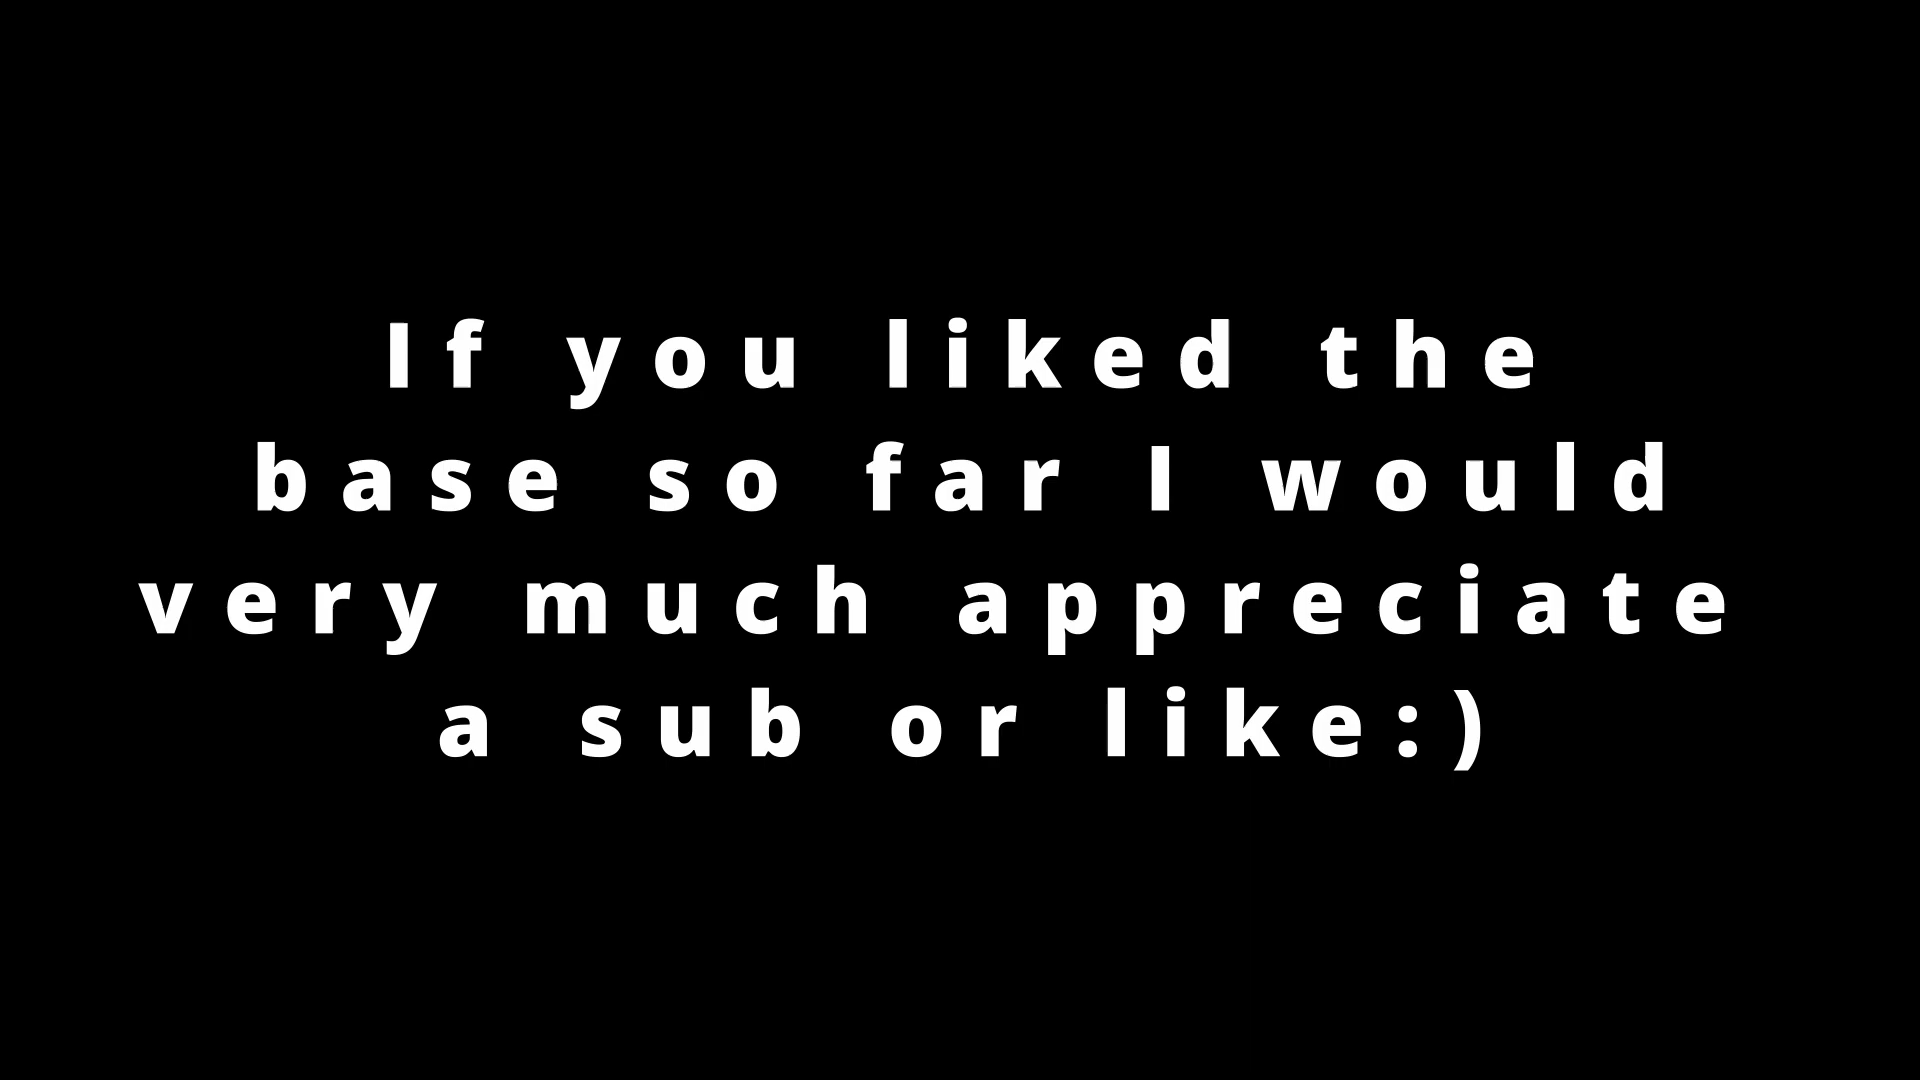 If you liked the
base so far I would
very much appreciate
a sub or like:)